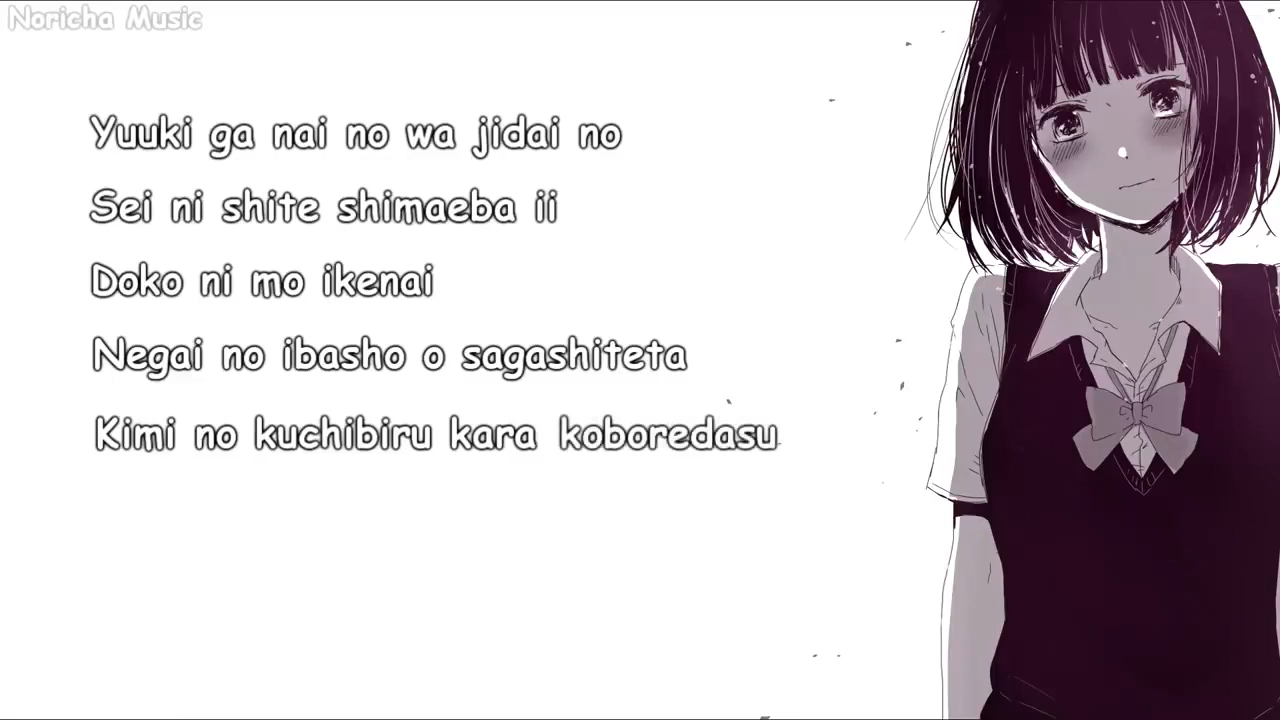 Noricha Music
Yuuki ga nai no wa jidai no
Sei ni shite shimaeba ii
Doko ni mo ikenai
Negai no ibasho o sagashiteta
Kimi no kuchibiru kara koboredasu